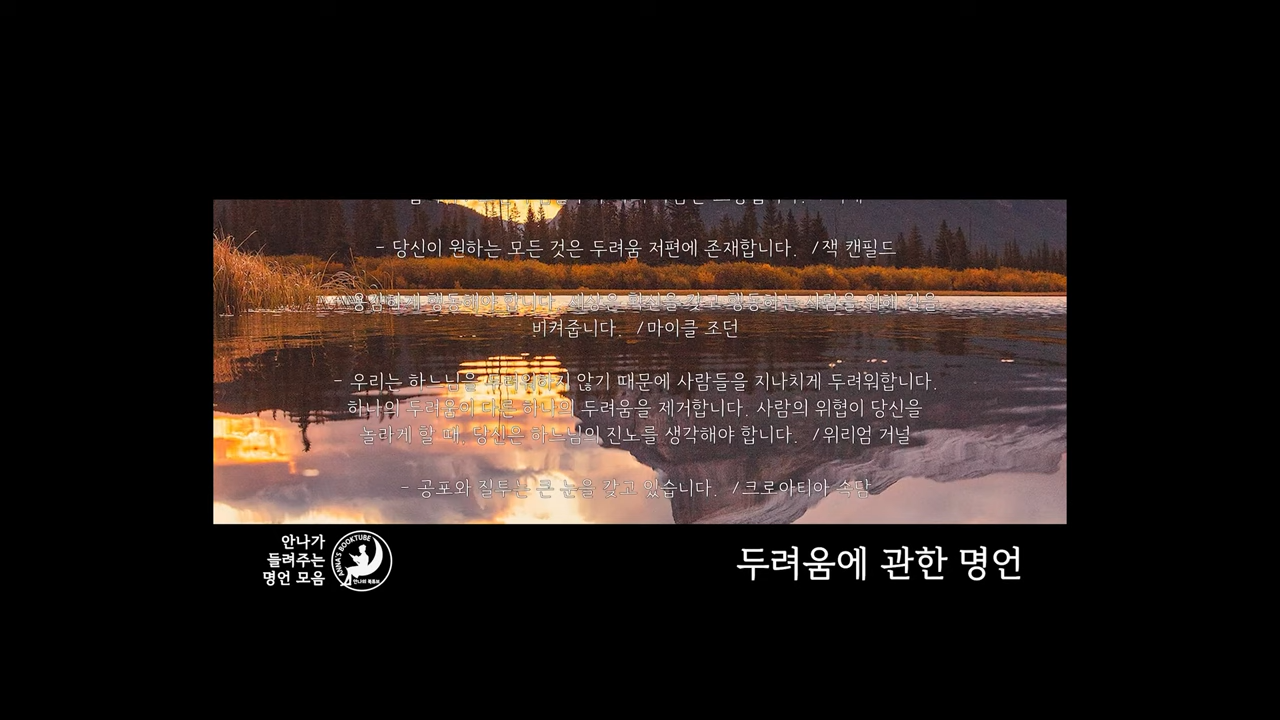 - 당신이 원하는 모든 것은 두려움 저편에 존재합니다. /잭 캔필드
용감하게 행동해야 합니다. 세상은 확신을 갖고 행동하는 사람을 위해 길을
비켜줍니다. /마이클 조던
- 우리는 하느님을 두려워하지 않기 때문에 사람들을 지나치게 두려워합니다.
하나의 두려움이 다른 하나의 두려움을 제거합니다. 사람의 위협이 당신을
놀라게 할 때, 당신은 하느님의 진노를 생각해야 합니다. /위리엄 거널
- 공포와 질투는 큰 눈을 갖고 있습니다. /크로아티아 속담
안나가
들려주는
명언 모음
ANNA'S BOOKTUBE
두려움에 관한 명언